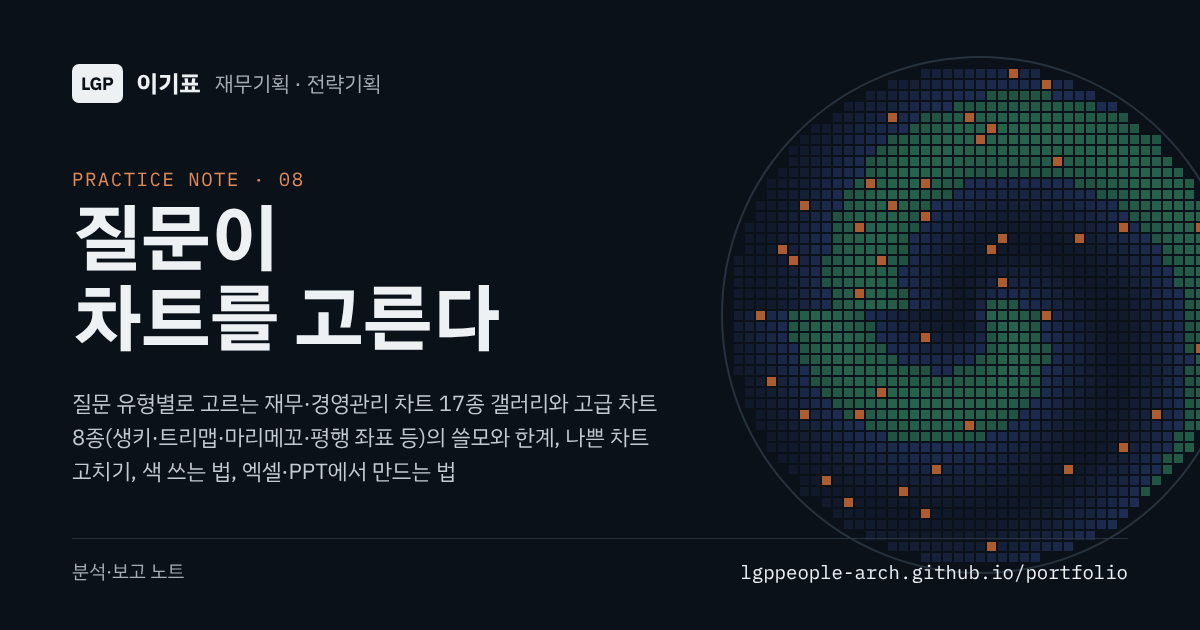 LGP 이기표 재무기획 · 전략기획
PRACTICE NOTE · 08
질문이
차트를 고른다
질문 유형별로 고르는 재무·경영관리 차트 17종 갤러리와 고급 차트
8종(생키·트리맵·마리메꼬·평행 좌표 등)의 쓸모와 한계, 나쁜 차트
고치기, 색 쓰는 법, 엑셀·PPT에서 만드는 법
분석·보고 노트
lgppeople-arch.github.io/portfolio